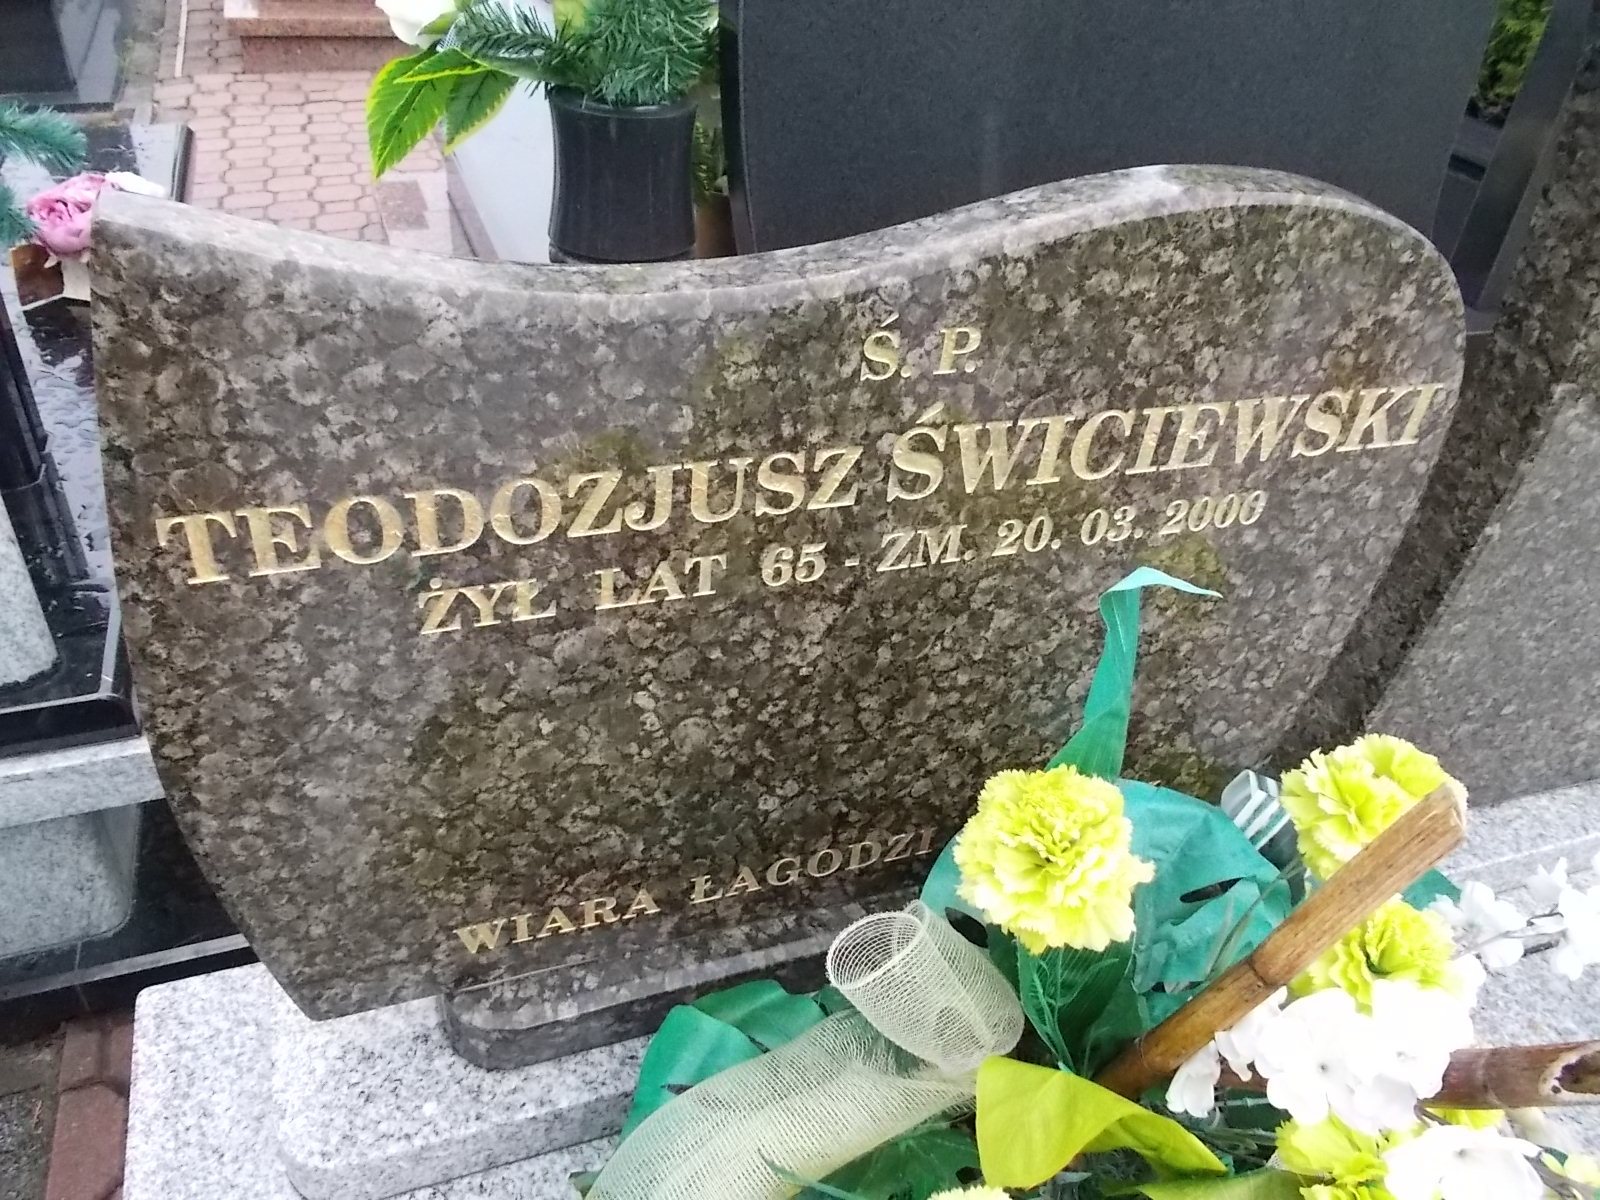 Ś. P.
TEODOZJUSZ ŚWICIEWSKI
ŻYŁ LAT 65 - ZM. 20. 03. 2000
WIARA ŁAGODZI